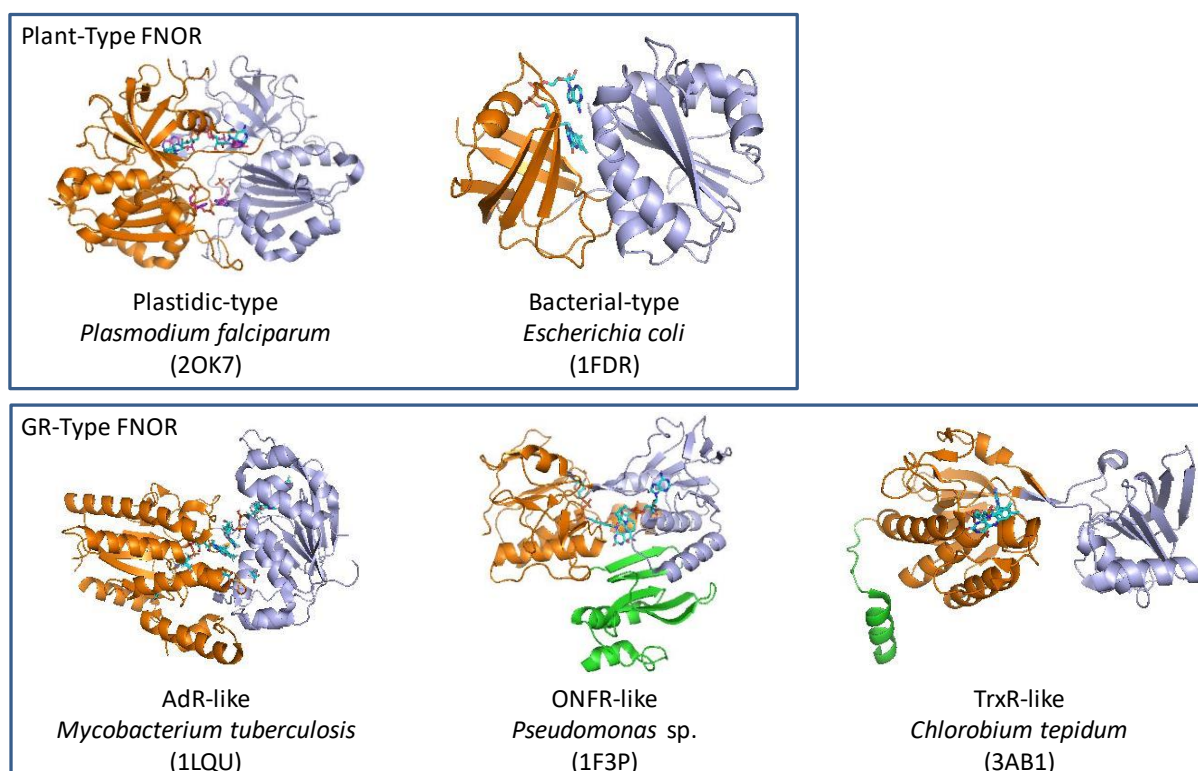 Plant-Type FNOR
Plastidic-type
Plasmodium falciparum
(2OK7)
Bacterial-type
Escherichia coli
(1FDR)
GR-Type FNOR
AdR-like
Mycobacterium tuberculosis
(1LQU)
ONFR-like
Pseudomonas sp.
(1F3P)
TrxR-like
Chlorobium tepidum
(3AB1)